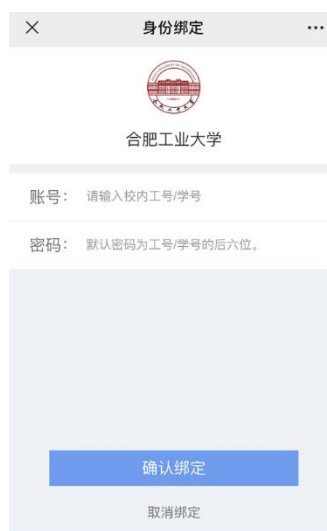 身份绑定
合肥工业大学
账号： 请输入校内工号/学号
密码： 默认密码为工号/学号的后六位。
确认绑定
取消绑定